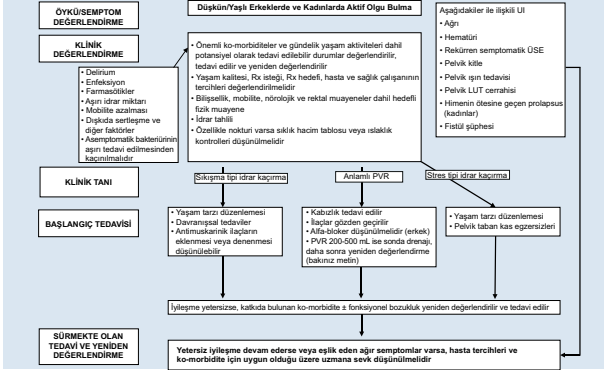 ÖYKÜ/SEMPTOM
DEĞERLENDİRME
Düşkün/Yaşlı Erkeklerde ve Kadınlarda Aktif Olgu Bulma
Aşağıdakiler ile ilişkili UI
• Ağrı
• Hematüri
• Rekürren semptomatik ÜSE
• Pelvik kitle
• Pelvik ışın tedavisi
• Pelvik LUT cerrahisi
• Himenin ötesine geçen prolapsus
(kadınlar)
• Fistül şüphesi
KLİNİK
DEĞERLENDİRME
• Delirium
• Enfeksiyon
• Farmasötikler
• Aşırı idrar miktarı
• Mobilite azalması
• Dışkıda sertleşme ve
diğer faktörler
• Asemptomatik bakteriürinin
aşırı tedavi edilmesinden
kaçınılmalıdır
• Önemli ko-morbiditeler ve gündelik yaşam aktiviteleri dahil
potansiyel olarak tedavi edilebilir durumlar değerlendirilir,
tedavi edilir ve yeniden değerlendirilir
• Yaşam kalitesi, Rx isteği, Rx hedefi, hasta ve sağlık çalışanının
tercihleri değerlendirilmelidir
• Bilişsellik, mobilite, nörolojik ve rektal muayeneler dahil hedefli
fizik muayene
• İdrar tahlili
• Özellikle nokturi varsa sıklık hacim tablosu veya ıslaklık
kontrolleri düşünülmelidir
KLİNİK TANI
Sıkışma tipi idrar kaçırma
Anlamlı PVR
Stres tipi idrar kaçırma
BAŞLANGIÇ TEDAVİSİ
• Yaşam tarzı düzenlemesi
• Davranışsal tedaviler
• Antimuskarinik ilaçların
eklenmesi veya denenmesi
düşünülebilir
• Kabızlık tedavi edilir
• İlaçlar gözden geçirilir
• Alfa-bloker düşünülmelidir (erkek)
• PVR 200-500 mL ise sonda drenajı,
daha sonra yeniden değerlendirme
(bakınız metin)
• Yaşam tarzı düzenlemesi
• Pelvik taban kas egzersizleri
İyileşme yetersizse, katkıda bulunan ko-morbidite ± fonksiyonel bozukluk yeniden değerlendirilir ve tedavi edilir
SÜRMEKTE OLAN
TEDAVİ VE YENİDEN
DEĞERLENDİRME
Yetersiz iyileşme devam ederse veya eşlik eden ağır semptomlar varsa, hasta tercihleri ve
ko-morbidite için uygun olduğu üzere uzmana sevk düşünülmelidir